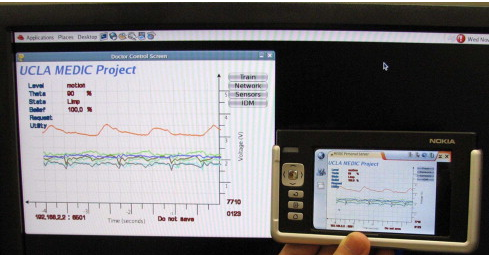 Applications Places Desktop
Wed Nov
Ductax Control Screen
UCLA MEDIC Project
Level motion
Theta 90 %
State Limp
Belief 100.0 %
Request
Utility
Train
Network
Sensors
IDM
Voltage (V)
Time (seconds)
7710
0123
192.168.2.2 : 6501 Do not save
NOKIA
UCLA MEDIC Project